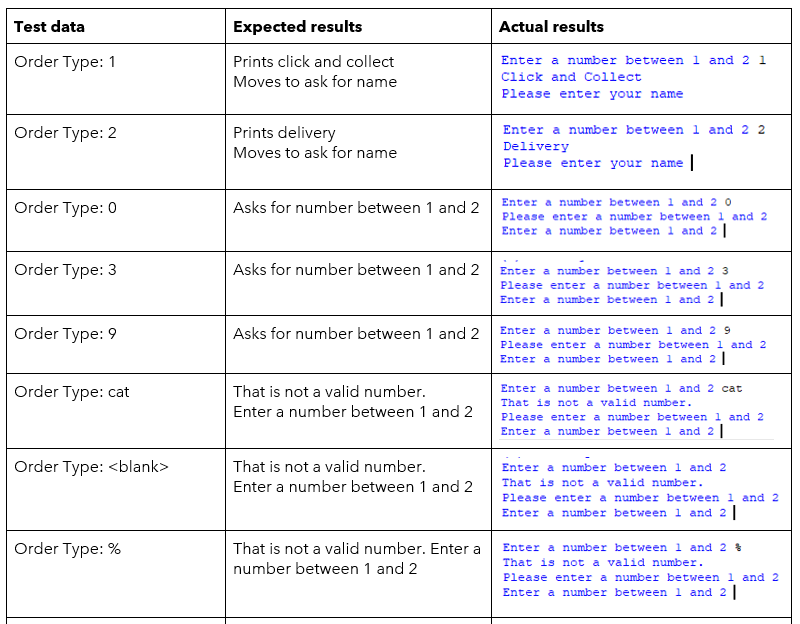 Test data Expected results Actual results
Order Type: 1
Prints click and collect
Moves to ask for name
Enter a number between 1 and 2 1
Click and Collect
Please enter your name
Order Type: 2
Prints delivery
Moves to ask for name
Enter a number between 1 and 2 2
Delivery
Please enter your name
Order Type: 0
Asks for number between 1 and 2
Enter a number between 1 and 2 0
Please enter a number between 1 and 2
Enter a number between 1 and 2
Order Type: 3
Asks for number between 1 and 2
Enter a number between 1 and 2 3
Please enter a number between 1 and 2
Enter a number between 1 and 2
Order Type: 9
Asks for number between 1 and 2
Enter a number between 1 and 2 9
Please enter a number between 1 and 2
Enter a number between 1 and 2
Order Type: cat
That is not a valid number.
Enter a number between 1 and 2
Enter a number between 1 and 2 cat
That is not a valid number.
Please enter a number between 1 and 2
Enter a number between 1 and 2
Order Type: <blank>
That is not a valid number.
Enter a number between 1 and 2
Enter a number between 1 and 2
That is not a valid number.
Please enter a number between 1 and 2
Enter a number between 1 and 2
Order Type: %
That is not a valid number. Enter a
number between 1 and 2
Enter a number between 1 and 2 %
That is not a valid number.
Please enter a number between 1 and 2
Enter a number between 1 and 2